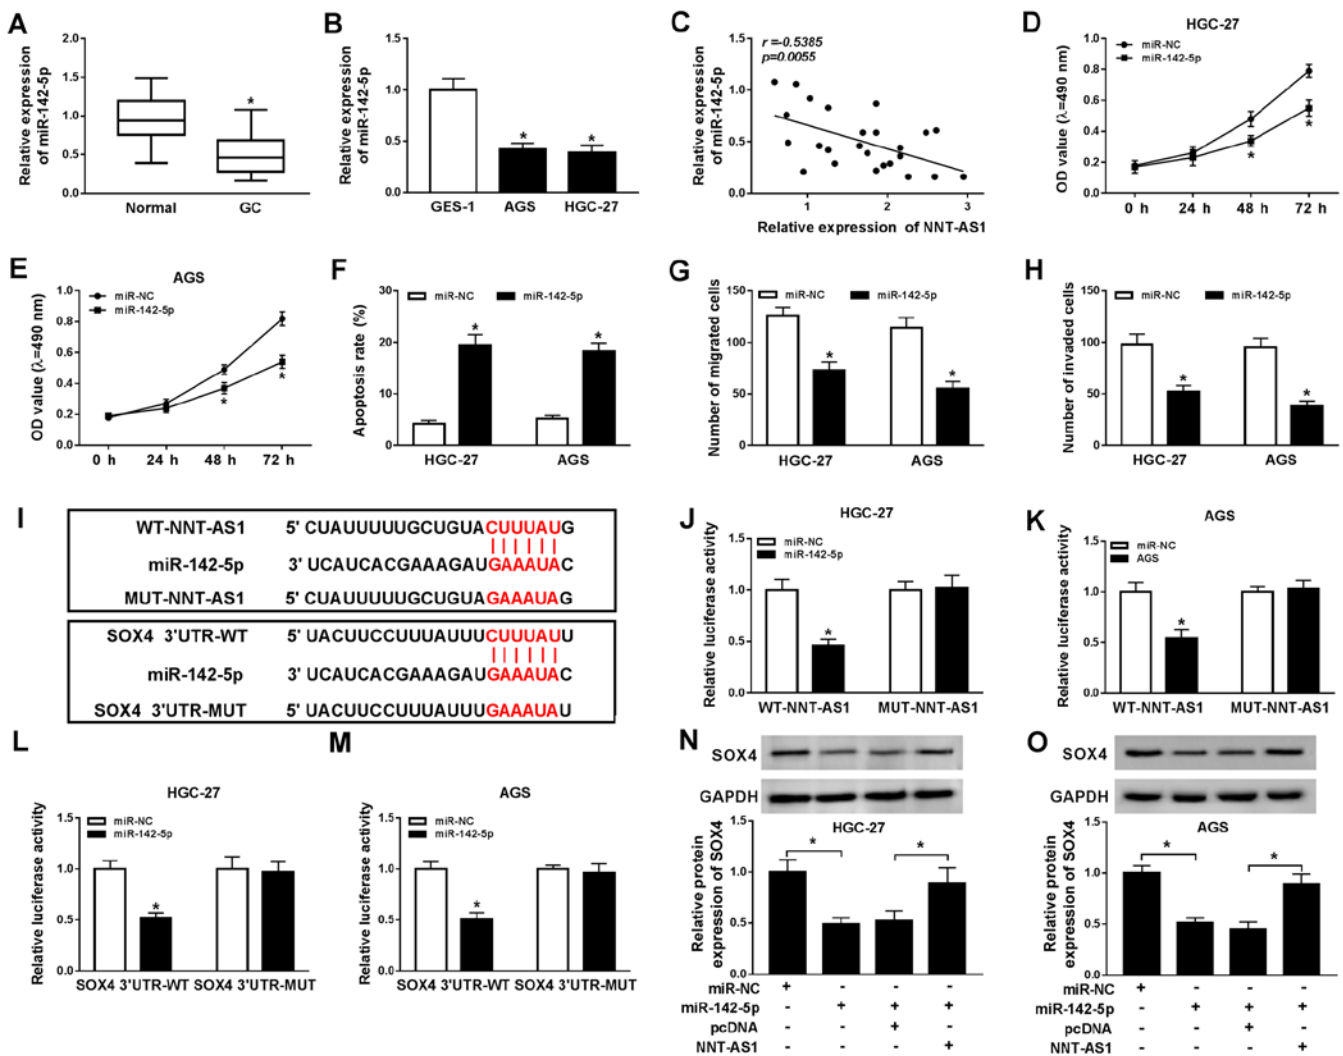 A
Relative expression
of miR-142-5p
2.0
1.5
1.0
0.5
0.0
*
Normal GC
B
Relative expression
of miR-142-5p
1.5
1.0
0.5
0.0
* *
GES-1 AGS HGC-27
C
Relative expression
of miR-142-5p
r =-0.5385
p=0.0055
1.5
1.0
0.5
0.0
1 2 3
Relative expression of NNT-AS1
D
HGC-27
miR-NC
miR-142-5p
OD value (λ=490 nm)
1.0
0.8
0.6
0.4
0.2
0.0
* *
0 h 24 h 48 h 72 h
E
AGS
miR-NC
miR-142-5p
OD value (λ=490 nm)
1.0
0.8
0.6
0.4
0.2
0.0
* *
0 h 24 h 48 h 72 h
F
miR-NC miR-142-5p
Apoptosis rate (%)
30
20
10
0
* *
HGC-27 AGS
G
miR-NC miR-142-5p
Number of migrated cells
150
100
50
0
* *
HGC-27 AGS
H
miR-NC miR-142-5p
Number of invaded cells
150
100
50
0
* *
HGC-27 AGS
I
WT-NNT-AS1 5' CUAUUUUUGCUGUACUUUAUG
miR-142-5p 3' UCAUCACGAAAGAUGAAAUAC
MUT-NNT-AS1 5' CUAUUUUUGCUGUAGAAAUAG
SOX4 3'UTR-WT 5' UACUUCCUUUAUUUCUUUAUU
miR-142-5p 3' UCAUCACGAAAGAUGAAAUAC
SOX4 3'UTR-MUT 5' UACUUCCUUUAUUUGAAAUAU
J
HGC-27
miR-NC
miR-142-5p
Relative luciferase activity
1.5
1.0
0.5
0.0
*
WT-NNT-AS1 MUT-NNT-AS1
K
AGS
miR-NC
AGS
Relative luciferase activity
1.5
1.0
0.5
0.0
*
WT-NNT-AS1 MUT-NNT-AS1
L
HGC-27
miR-NC
miR-142-5p
Relative luciferase activity
1.5
1.0
0.5
0.0
*
SOX4 3'UTR-WT SOX4 3'UTR-MUT
M
AGS
miR-NC
miR-142-5p
Relative luciferase activity
1.5
1.0
0.5
0.0
*
SOX4 3'UTR-WT SOX4 3'UTR-MUT
N
SOX4
GAPDH
HGC-27
Relative protein
expression of SOX4
1.5
1.0
0.5
0.0
* *
miR-NC + - - -
miR-142-5p - + + +
pcDNA - - + -
NNT-AS1 - - - +
O
SOX4
GAPDH
AGS
Relative protein
expression of SOX4
1.5
1.0
0.5
0.0
* *
miR-NC + - - -
miR-142-5p - + + +
pcDNA - - + -
NNT-AS1 - - - +